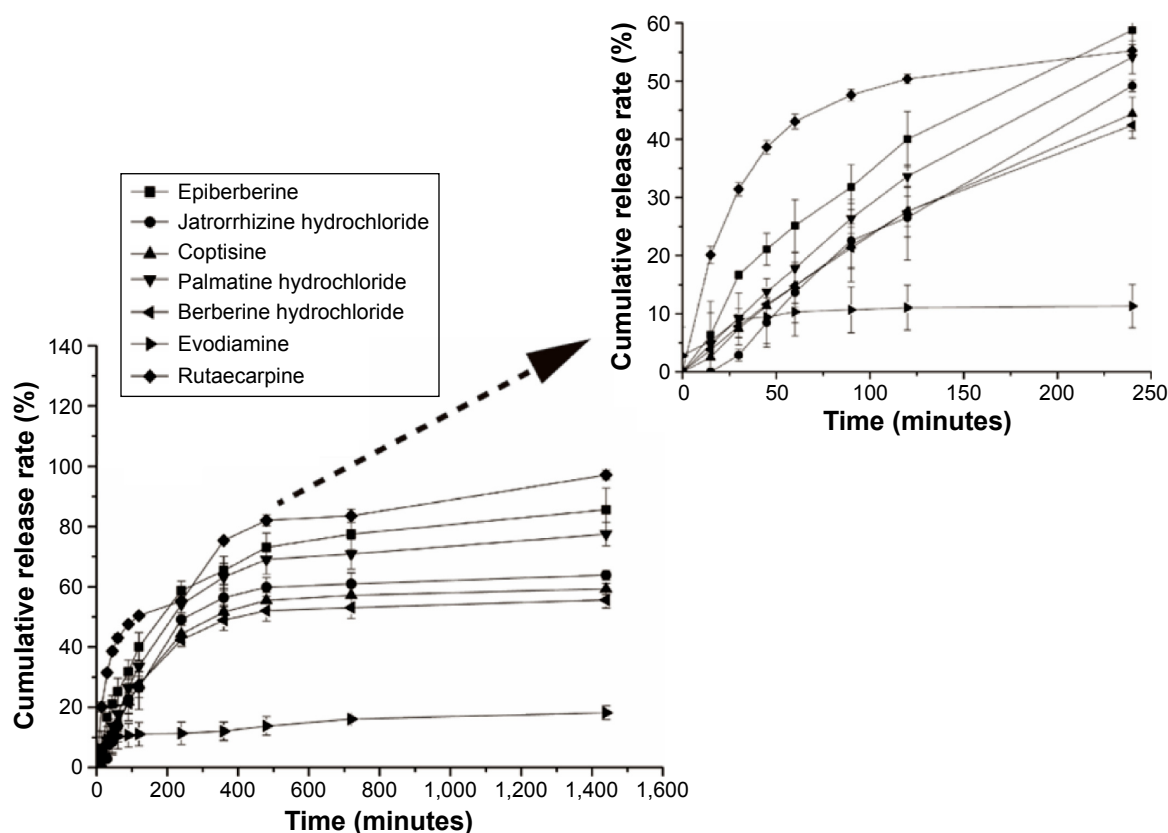 60
50
40
30
20
10
0
Cumulative release rate (%)
0 50 100 150 200 250
Time (minutes)
Epiberberine
Jatrorrhizine hydrochloride
Coptisine
Palmatine hydrochloride
Berberine hydrochloride
Evodiamine
Rutaecarpine
140
120
100
80
60
40
20
0
Cumulative release rate (%)
0 200 400 600 800 1,000 1,200 1,400 1,600
Time (minutes)